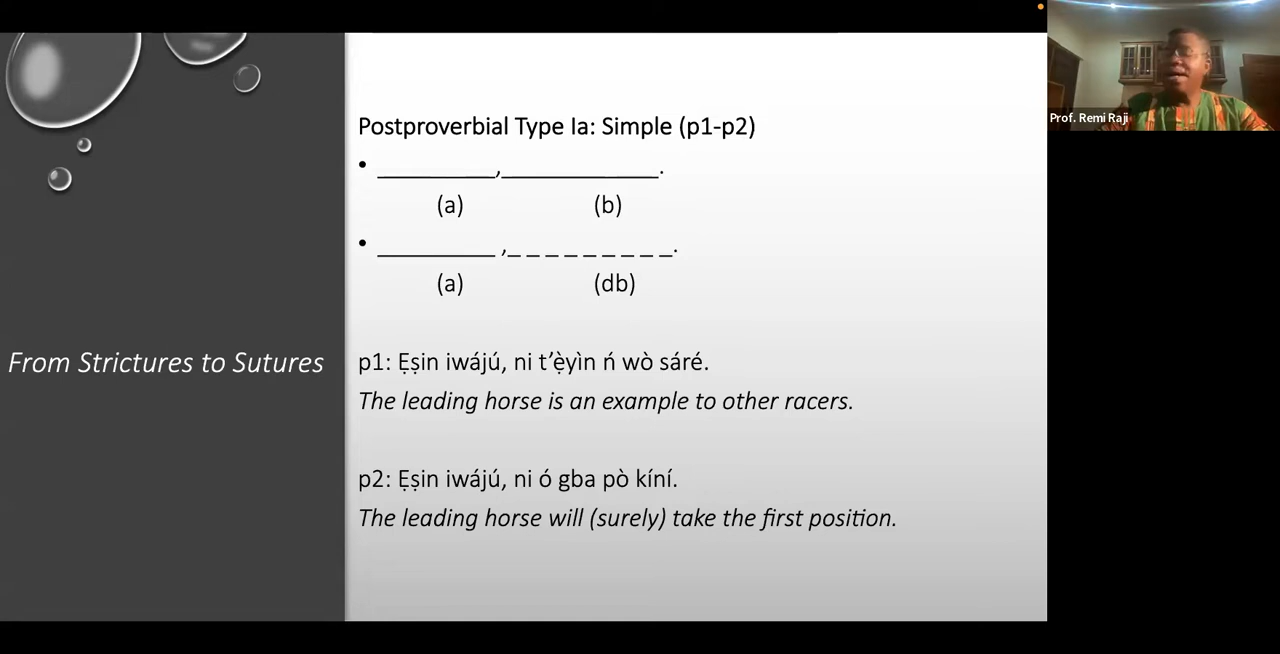 Postproverbial Type Ia: Simple (p1-p2)
• __________,_____________.
(a) (b)
• __________ ,_ _ _ _ _ _ _ _ _.
(a) (db)
From Strictures to Sutures
p1: Ẹṣin iwájú, ni t’ẹ̀yìn ń wò sáré.
The leading horse is an example to other racers.
p2: Ẹṣin iwájú, ni ó gba pò kíní.
The leading horse will (surely) take the first position.
Prof. Remi Raji